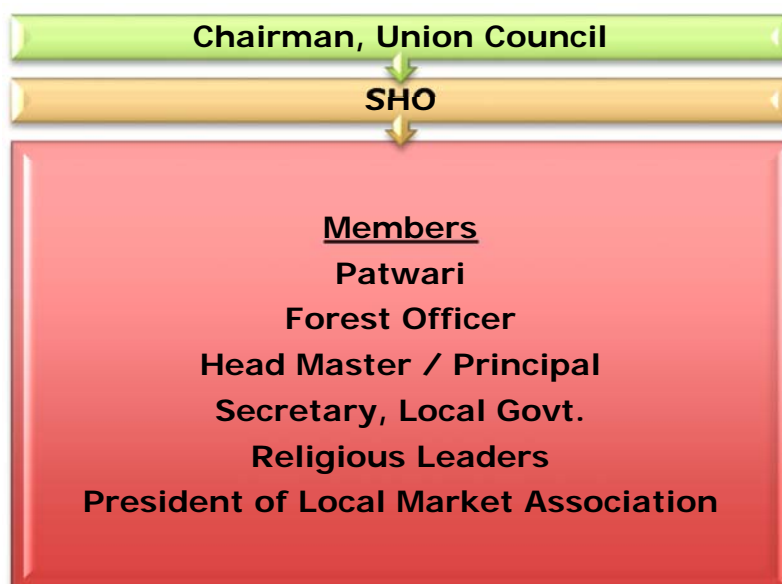 Chairman, Union Council
SHO
Members
Patwari
Forest Officer
Head Master / Principal
Secretary, Local Govt.
Religious Leaders
President of Local Market Association